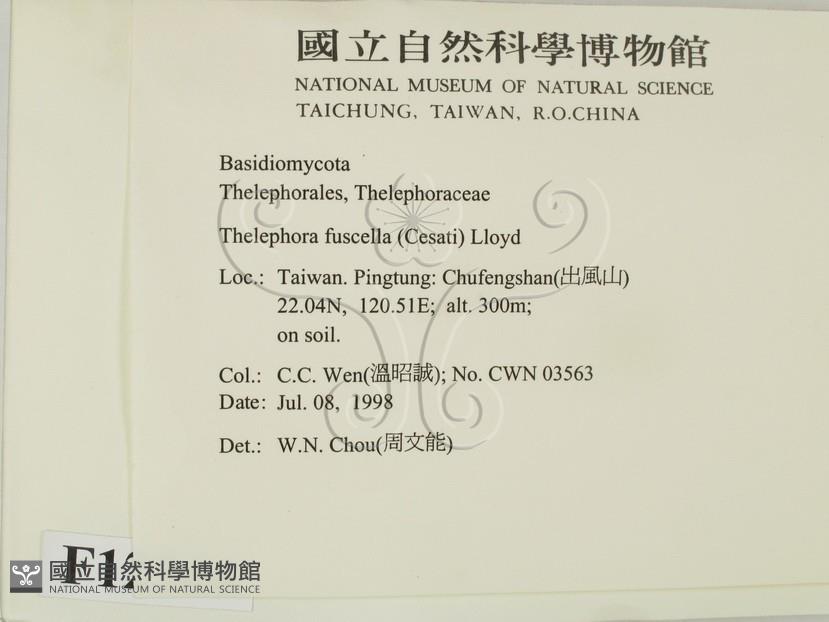 國立自然科學博物館
NATIONAL MUSEUM OF NATURAL SCIENCE
TAICHUNG, TAIWAN, R.O.CHINA
Basidiomycota
Thelephorales, Thelephoraceae
Thelephora fuscella (Cesati) Lloyd
Loc.: Taiwan. Pingtung: Chufengshan(出風山)
22.04N, 120.51E; alt. 300m;
on soil.
Col.: C.C. Wen(溫昭誠); No. CWN 03563
Date: Jul. 08, 1998
Det.: W.N. Chou(周文能)
國立自然科學博物館
NATIONAL MUSEUM OF NATURAL SCIENCE